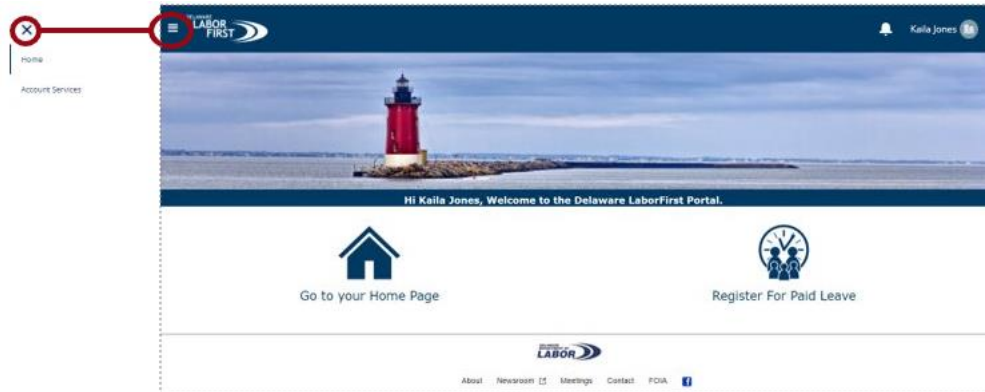 Home
Account Services
DELAWARE
LABOR
FIRST
Kaila Jones
Hi Kaila Jones, Welcome to the Delaware LaborFirst Portal.
Go to your Home Page
Register For Paid Leave
LABOR
About Newsroom Meetings Contact FOIA